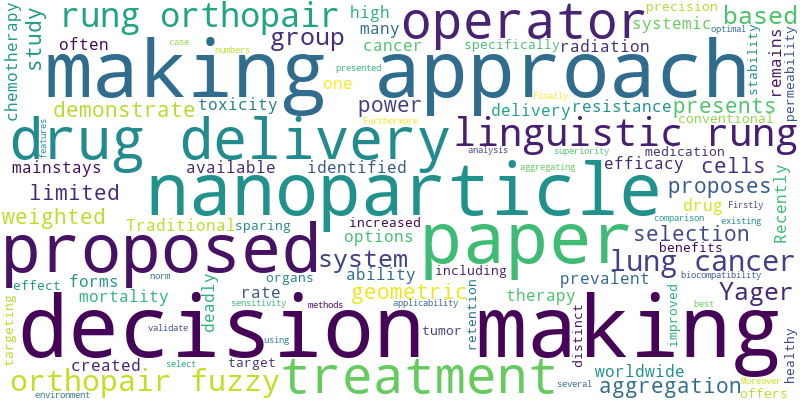 chemotherapy study rung orthopair high precision systemic based
often group many cancer operator specifically radiation optimal stability remains permeability
case numbers one presented
making approach
demonstrate toxicity power Finally delivery resistance presents conventional
features drug delivery Furthermore linguistic rung
mainstays available identified analysis superiority medication efficacy cells
limited nanoparticle aggregating drug proposes Firstly Recently
weighted Traditional sparing increased options comparison existing selection
proposed paper benefits
effect forms norm organs system ability including prevalent lung cancer biocompatibility
targeting mortality deadly rate sensitivity geometric applicability retention therapy distinct improved best Yager
decision making methods
validate using tumor healthy
created select target treatment several worldwide Moreover
environment orthopair fuzzy aggregation offers